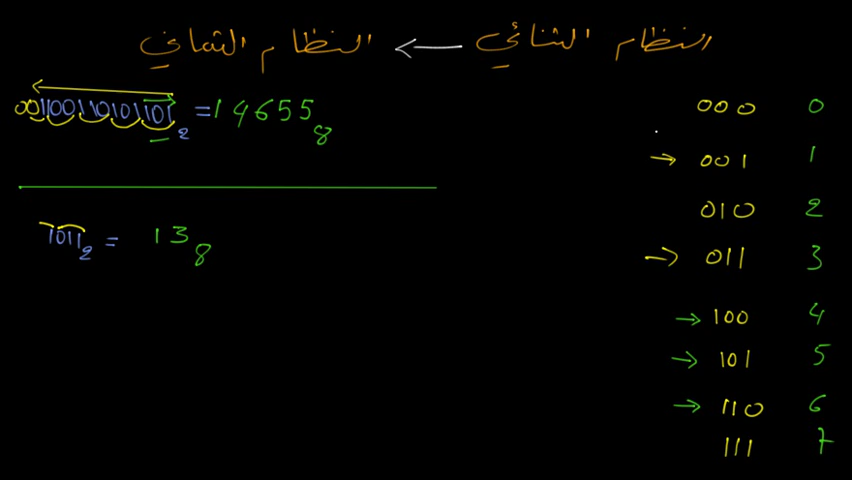 النظام الثنائي ← النظام الثماني
001100110101101₂ = 14655₈
1011₂ = 13₈
000 0
→ 001 1
010 2
→ 011 3
→ 100 4
→ 101 5
→ 110 6
111 7